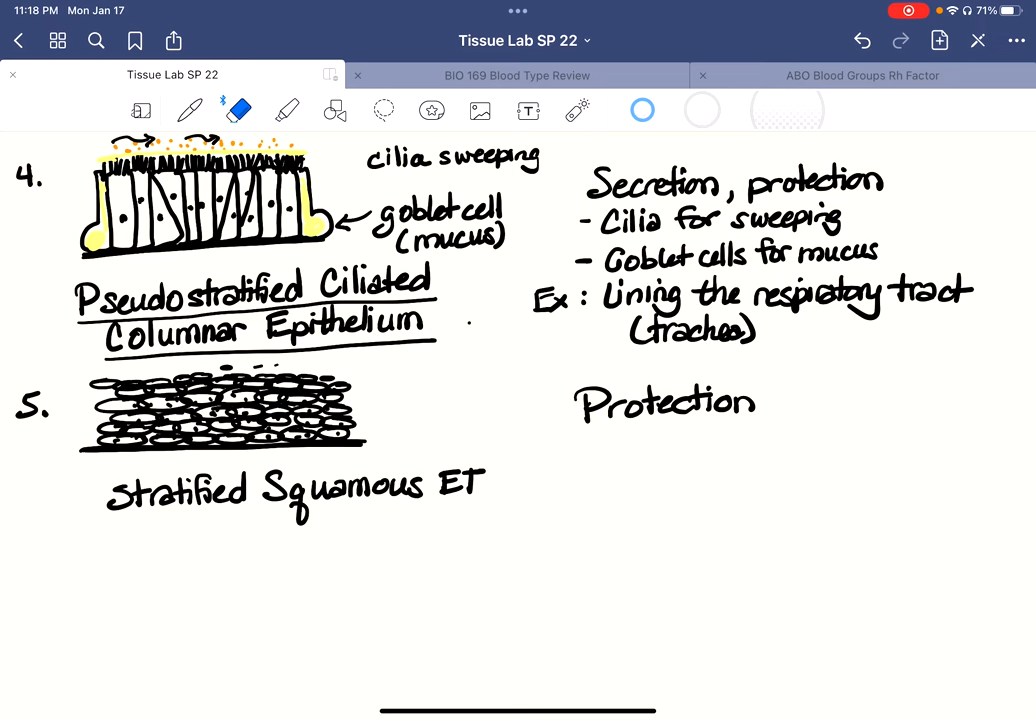 11:18 PM Mon Jan 17
71%
Tissue Lab SP 22
Tissue Lab SP 22
BIO 169 Blood Type Review
ABO Blood Groups Rh Factor
4.
cilia sweeping
goblet cell
(mucus)
Pseudostratified Ciliated
Columnar Epithelium
Secretion, protection
- Cilia for sweeping
- Goblet cells for mucus
Ex: Lining the respiratory tract
(trachea)
5.
Stratified Squamous ET
Protection